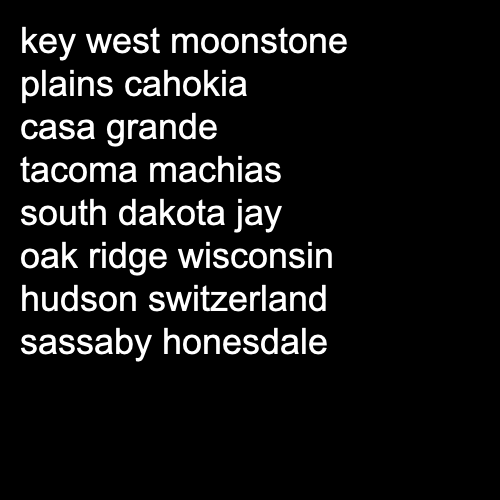 key west moonstone
plains cahokia
casa grande
tacoma machias
south dakota jay
oak ridge wisconsin
hudson switzerland
sassaby honesdale